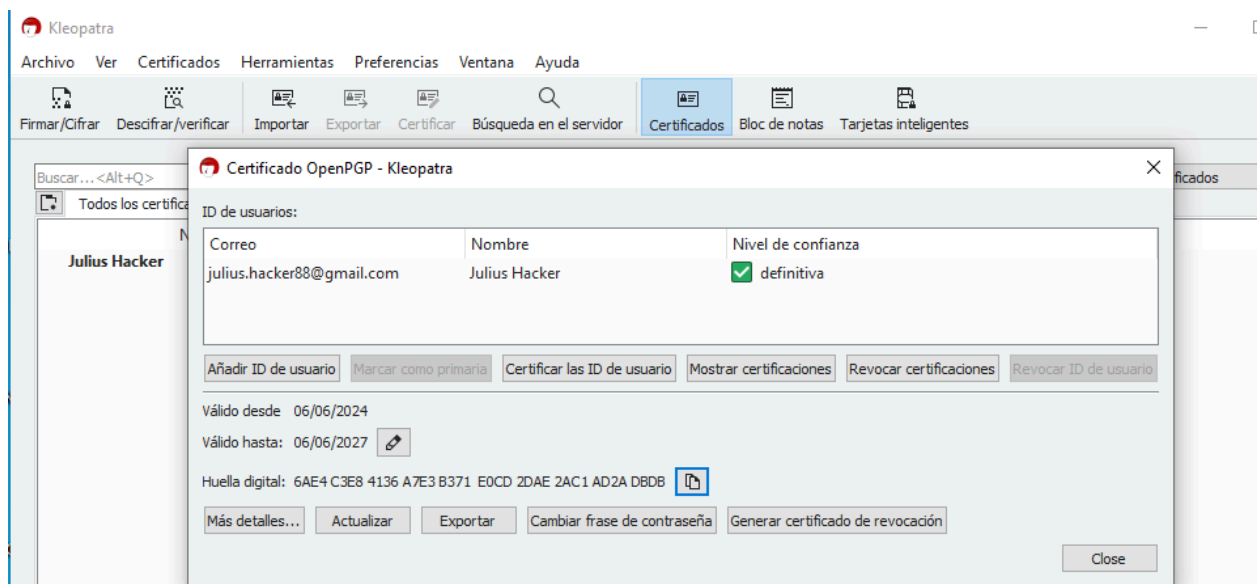 Kleopatra
Archivo Ver Certificados Herramientas Preferencias Ventana Ayuda
Firmar/Cifrar Descifrar/verificar Importar Exportar Certificar Búsqueda en el servidor Certificados Bloc de notas Tarjetas inteligentes
Buscar...<Alt+Q>
ficados
Todos los certifica
N
Julius Hacker
Certificado OpenPGP - Kleopatra
ID de usuarios:
Correo Nombre Nivel de confianza
julius.hacker88@gmail.com Julius Hacker definitiva
Añadir ID de usuario Marcar como primaria Certificar las ID de usuario Mostrar certificaciones Revocar certificaciones Revocar ID de usuario
Válido desde 06/06/2024
Válido hasta: 06/06/2027
Huella digital: 6AE4 C3E8 4136 A7E3 B371 E0CD 2DAE 2AC1 AD2A DBDB
Más detalles... Actualizar Exportar Cambiar frase de contraseña Generar certificado de revocación
Close